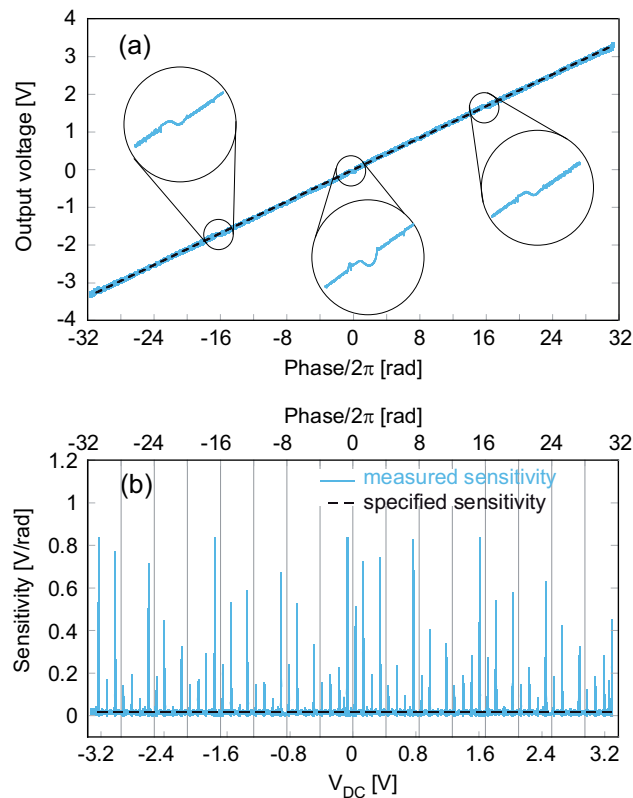 (a)
Output voltage [V]
4
3
2
1
0
-1
-2
-3
-4
-32 -24 -16 -8 0 8 16 24 32
Phase/2π [rad]
Phase/2π [rad]
-32 -24 -16 -8 0 8 16 24 32
(b)
measured sensitivity
specified sensitivity
Sensitivity [V/rad]
1.2
1
0.8
0.6
0.4
0.2
0
-3.2 -2.4 -1.6 -0.8 0 0.8 1.6 2.4 3.2
V_DC [V]